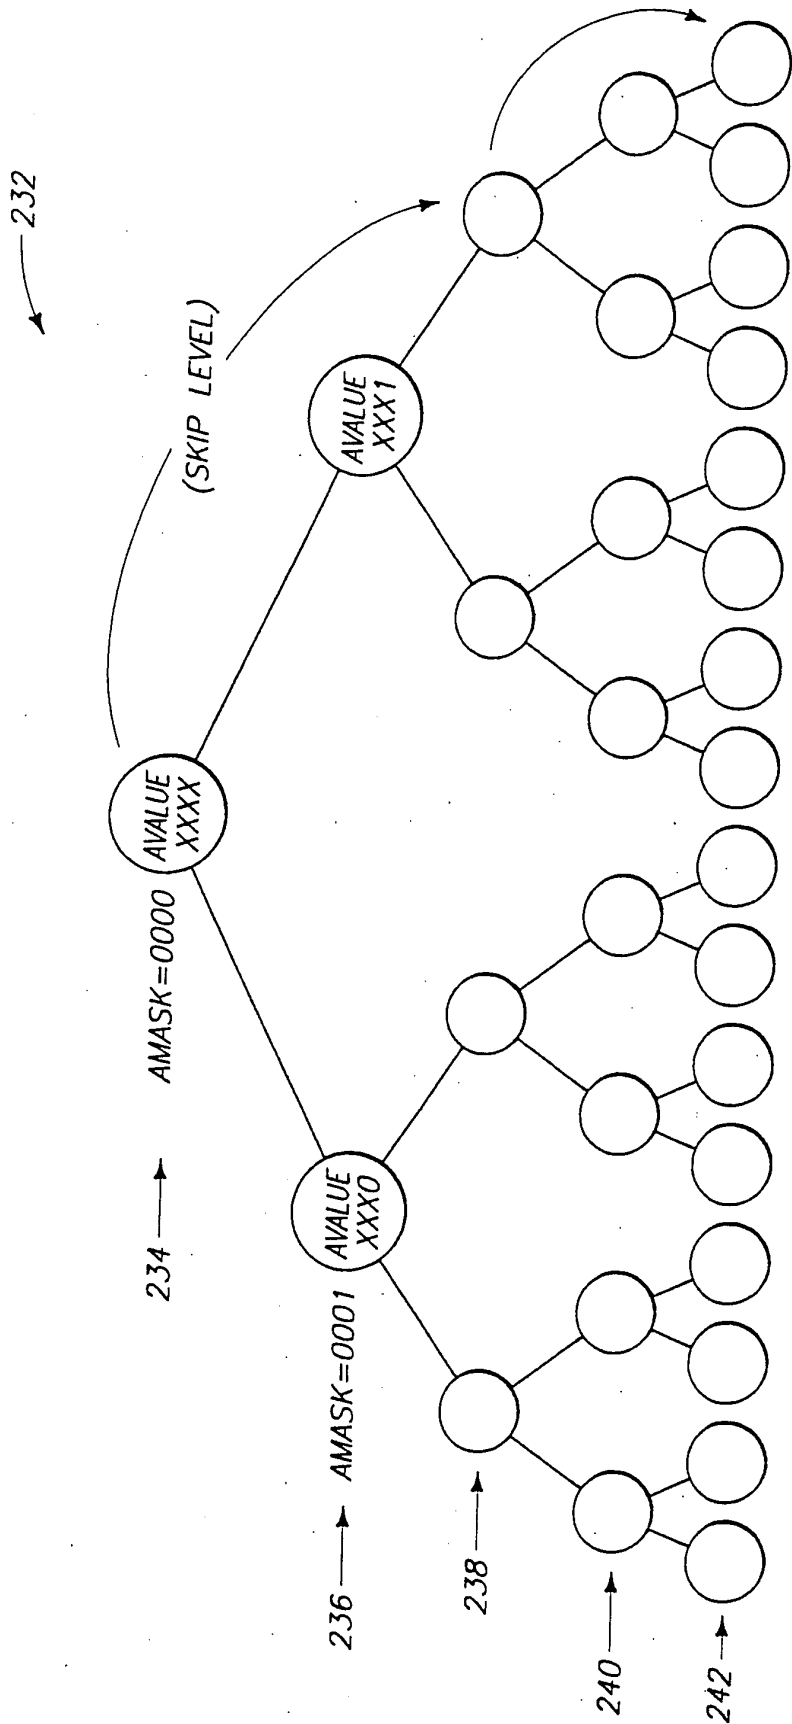 232
(SKIP LEVEL)
234
AMASK=0000
AVALUE
XXXX
236
AMASK=0001
AVALUE
XXX0
AVALUE
XXX1
238
240
242